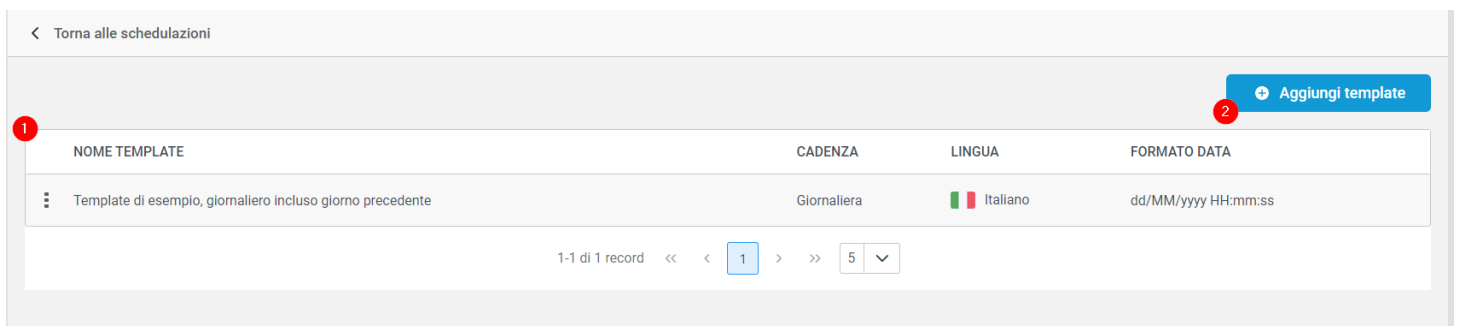 Torna alle schedulazioni
Aggiungi template
2
1
NOME TEMPLATE CADENZA LINGUA FORMATO DATA
Template di esempio, giornaliero incluso giorno precedente Giornaliera Italiano dd/MM/yyyy HH:mm:ss
1-1 di 1 record << < 1 > >> 5